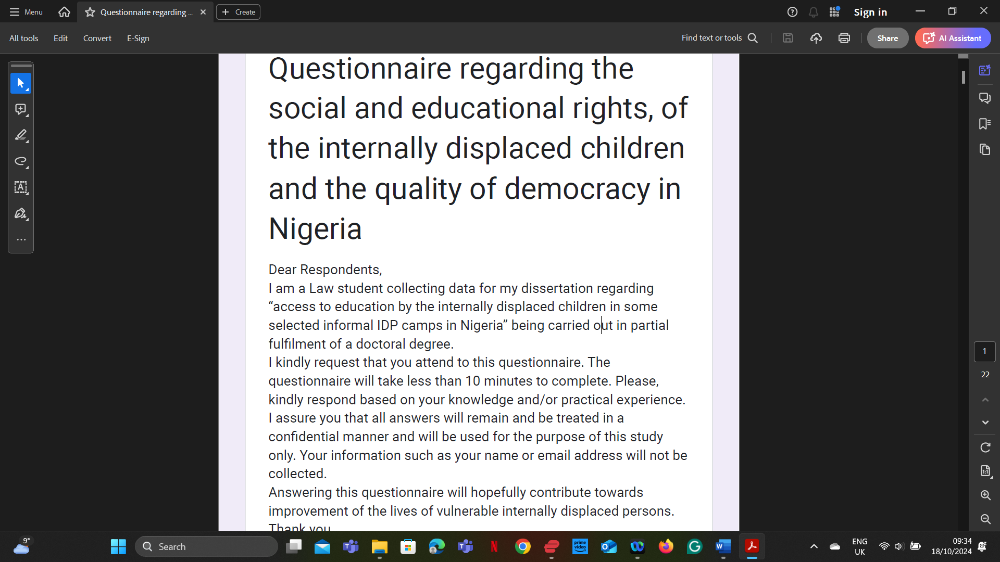 Menu
Questionnaire regarding ...
Create
Sign in
All tools
Edit
Convert
E-Sign
Find text or tools
Share
AI Assistant
Questionnaire regarding the
social and educational rights, of
the internally displaced children
and the quality of democracy in
Nigeria
Dear Respondents,
I am a Law student collecting data for my dissertation regarding
“access to education by the internally displaced children in some
selected informal IDP camps in Nigeria” being carried out in partial
fulfilment of a doctoral degree.
I kindly request that you attend to this questionnaire. The
questionnaire will take less than 10 minutes to complete. Please,
kindly respond based on your knowledge and/or practical experience.
I assure you that all answers will remain and be treated in a
confidential manner and will be used for the purpose of this study
only. Your information such as your name or email address will not be
collected.
Answering this questionnaire will hopefully contribute towards
improvement of the lives of vulnerable internally displaced persons.
Thank you
1
22
9°
Search
prime video
ENG
UK
09:34
18/10/2024